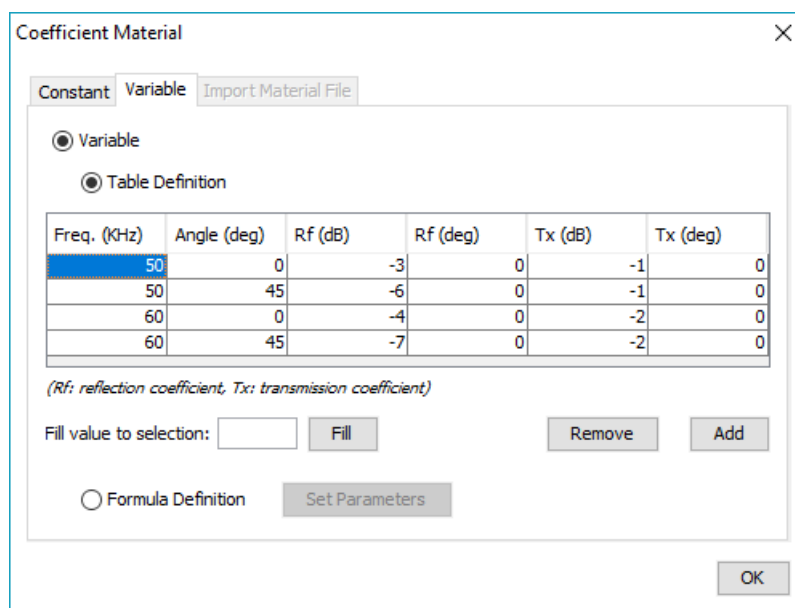 Coefficient Material
Constant Variable Import Material File
Variable
Table Definition
Freq. (KHz) Angle (deg) Rf (dB) Rf (deg) Tx (dB) Tx (deg)
50 0 -3 0 -1 0
50 45 -6 0 -1 0
60 0 -4 0 -2 0
60 45 -7 0 -2 0
(Rf: reflection coefficient, Tx: transmission coefficient)
Fill value to selection: Fill Remove Add
Formula Definition Set Parameters
OK